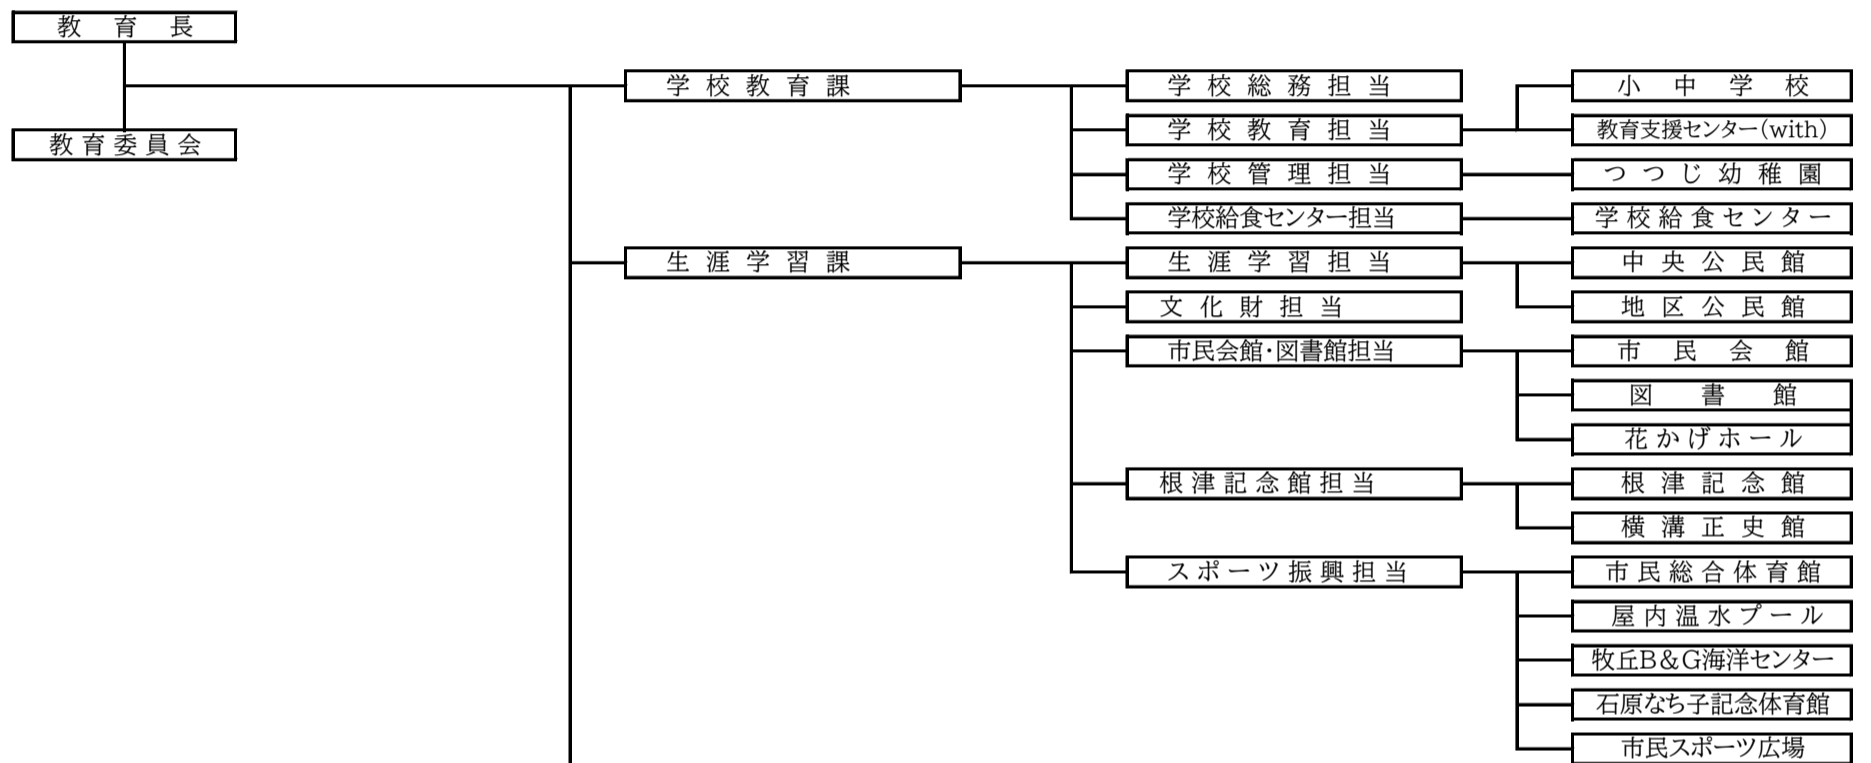 教育長
学校教育課 学校総務担当 小中学校
学校教育担当 教育支援センター(with)
教育委員会
学校管理担当 つつじ幼稚園
学校給食センター担当 学校給食センター
生涯学習課 生涯学習担当 中央公民館
文化財担当 地区公民館
市民会館・図書館担当 市民会館
図書館
花かげホール
根津記念館担当 根津記念館
横溝正史館
スポーツ振興担当 市民総合体育館
屋内温水プール
牧丘B&G海洋センター
石原なち子記念体育館
市民スポーツ広場